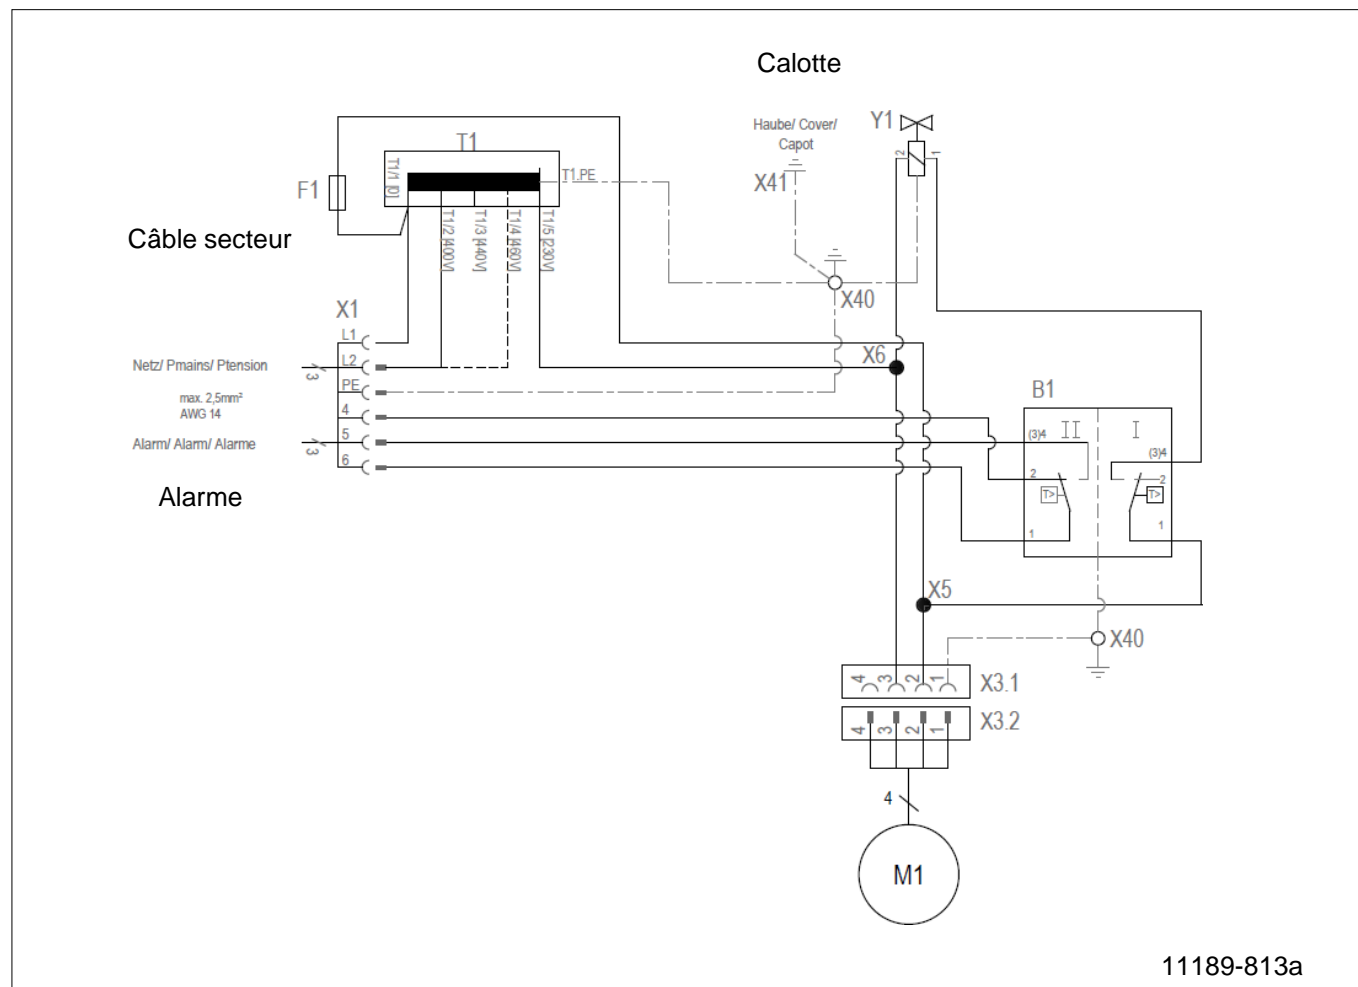 Calotte
Haube/ Cover/
Capot
Y1
2
1
T1
T1/1 [0]
T1.PE
X41
F1
T1/2 [400V]
T1/3 [440V]
T1/4 [460V]
T1/5 [230V]
Câble secteur
X40
X1
L1
X6
Netz/ Pmains/ Ptension
3
L2
PE
B1
max. 2,5mm²
AWG 14
4
Alarm/ Alarm/ Alarme
3
5
(3)4
II
I
(3)4
6
2
2
Alarme
T>
T>
1
1
X5
X40
4
3
2
1
X3.1
4
3
2
1
X3.2
4
M1
11189-813a